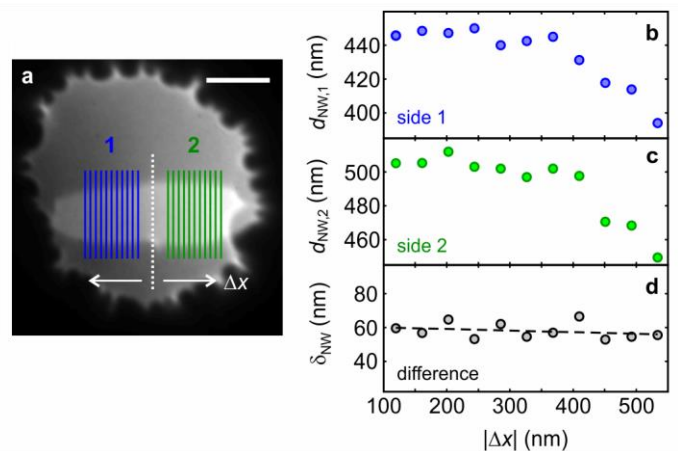 a
1
2
Δx
b
d_NW,1 (nm)
440
420
400
side 1
c
d_NW,2 (nm)
500
480
460
side 2
d
δ_NW (nm)
80
60
40
difference
100
200
300
400
500
|Δx| (nm)